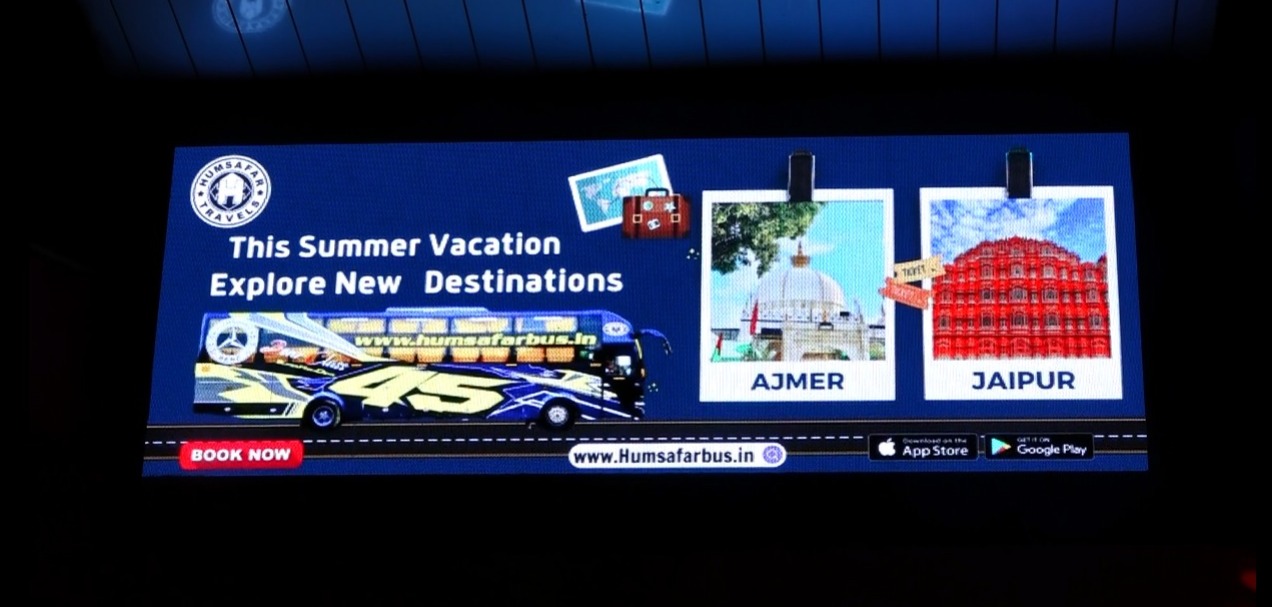 HUMSAFAR
TRAVELS
This Summer Vacation
Explore New Destinations
www.humsafarbus.in
45
AJMER
TICKET
JAIPUR
BOOK NOW
www.Humsafarbus.in
Download on the
App Store
GET IT ON
Google Play